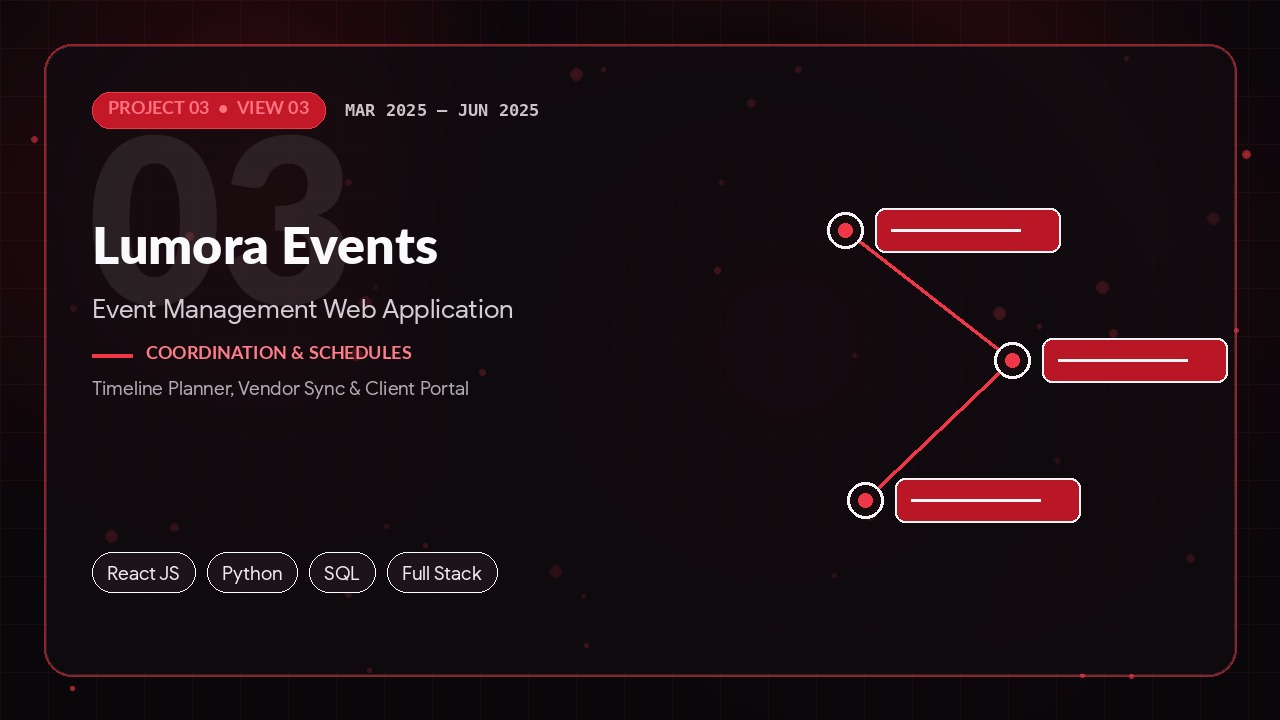 PROJECT 03 ● VIEW 03
MAR 2025 — JUN 2025
03
Lumora Events
Event Management Web Application
COORDINATION & SCHEDULES
Timeline Planner, Vendor Sync & Client Portal
React JS
Python
SQL
Full Stack